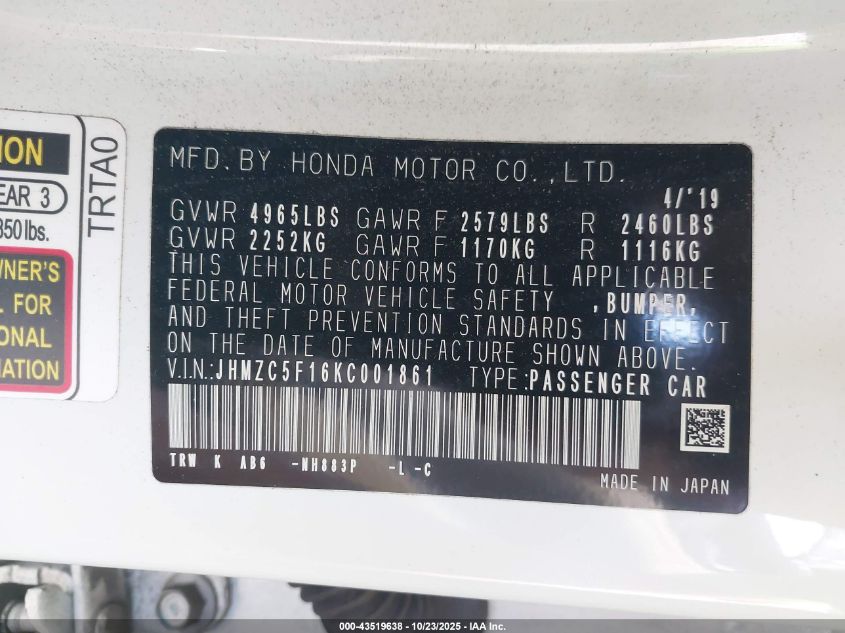 ION
EAR 3
350 lbs.
WNER'S
L FOR
IONAL
MATION
TRTA0
MFD. BY HONDA MOTOR CO., LTD.
4/'19
GVWR 4965LBS GAWR F 2579LBS R 2460LBS
GVWR 2252KG GAWR F 1170KG R 1116KG
THIS VEHICLE CONFORMS TO ALL APPLICABLE
FEDERAL MOTOR VEHICLE SAFETY ,BUMPER,
AND THEFT PREVENTION STANDARDS IN EFFECT
ON THE DATE OF MANUFACTURE SHOWN ABOVE.
V.I.N.:JHMZC5F16KC001861 TYPE:PASSENGER CAR
TRW K AB6 -NH883P -L -C
MADE IN JAPAN
000-43519638 - 10/23/2025 - IAA Inc.